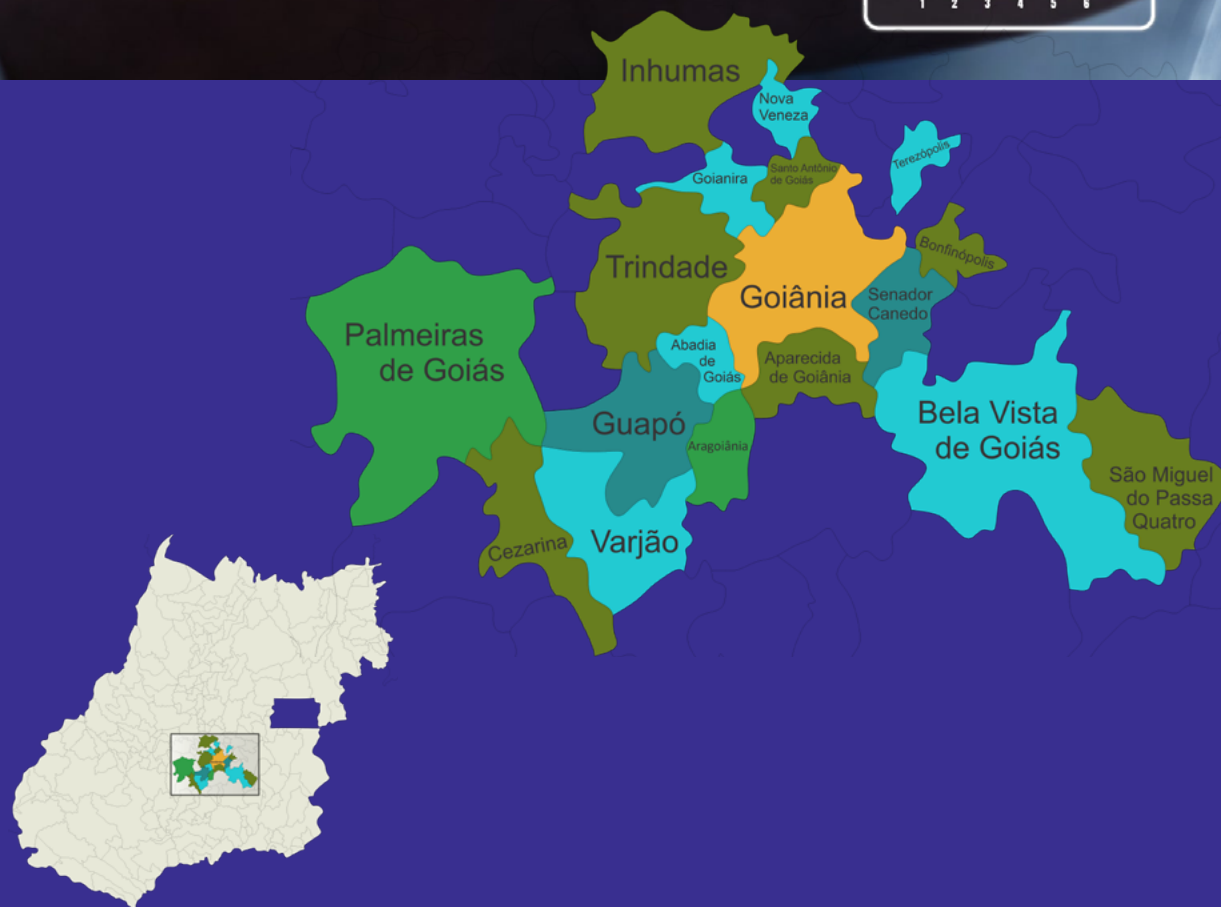 1 2 3 4 5 6
Inhumas
Nova
Veneza
Terezópolis
Goianira
Santo Antônio
de Goiás
Bonfinópolis
Trindade
Goiânia
Senador
Canedo
Palmeiras
de Goiás
Abadia
de
Goiás
Aparecida
de Goiânia
Guapó
Aragoiânia
Bela Vista
de Goiás
São Miguel
do Passa
Quatro
Cezarina
Varjão